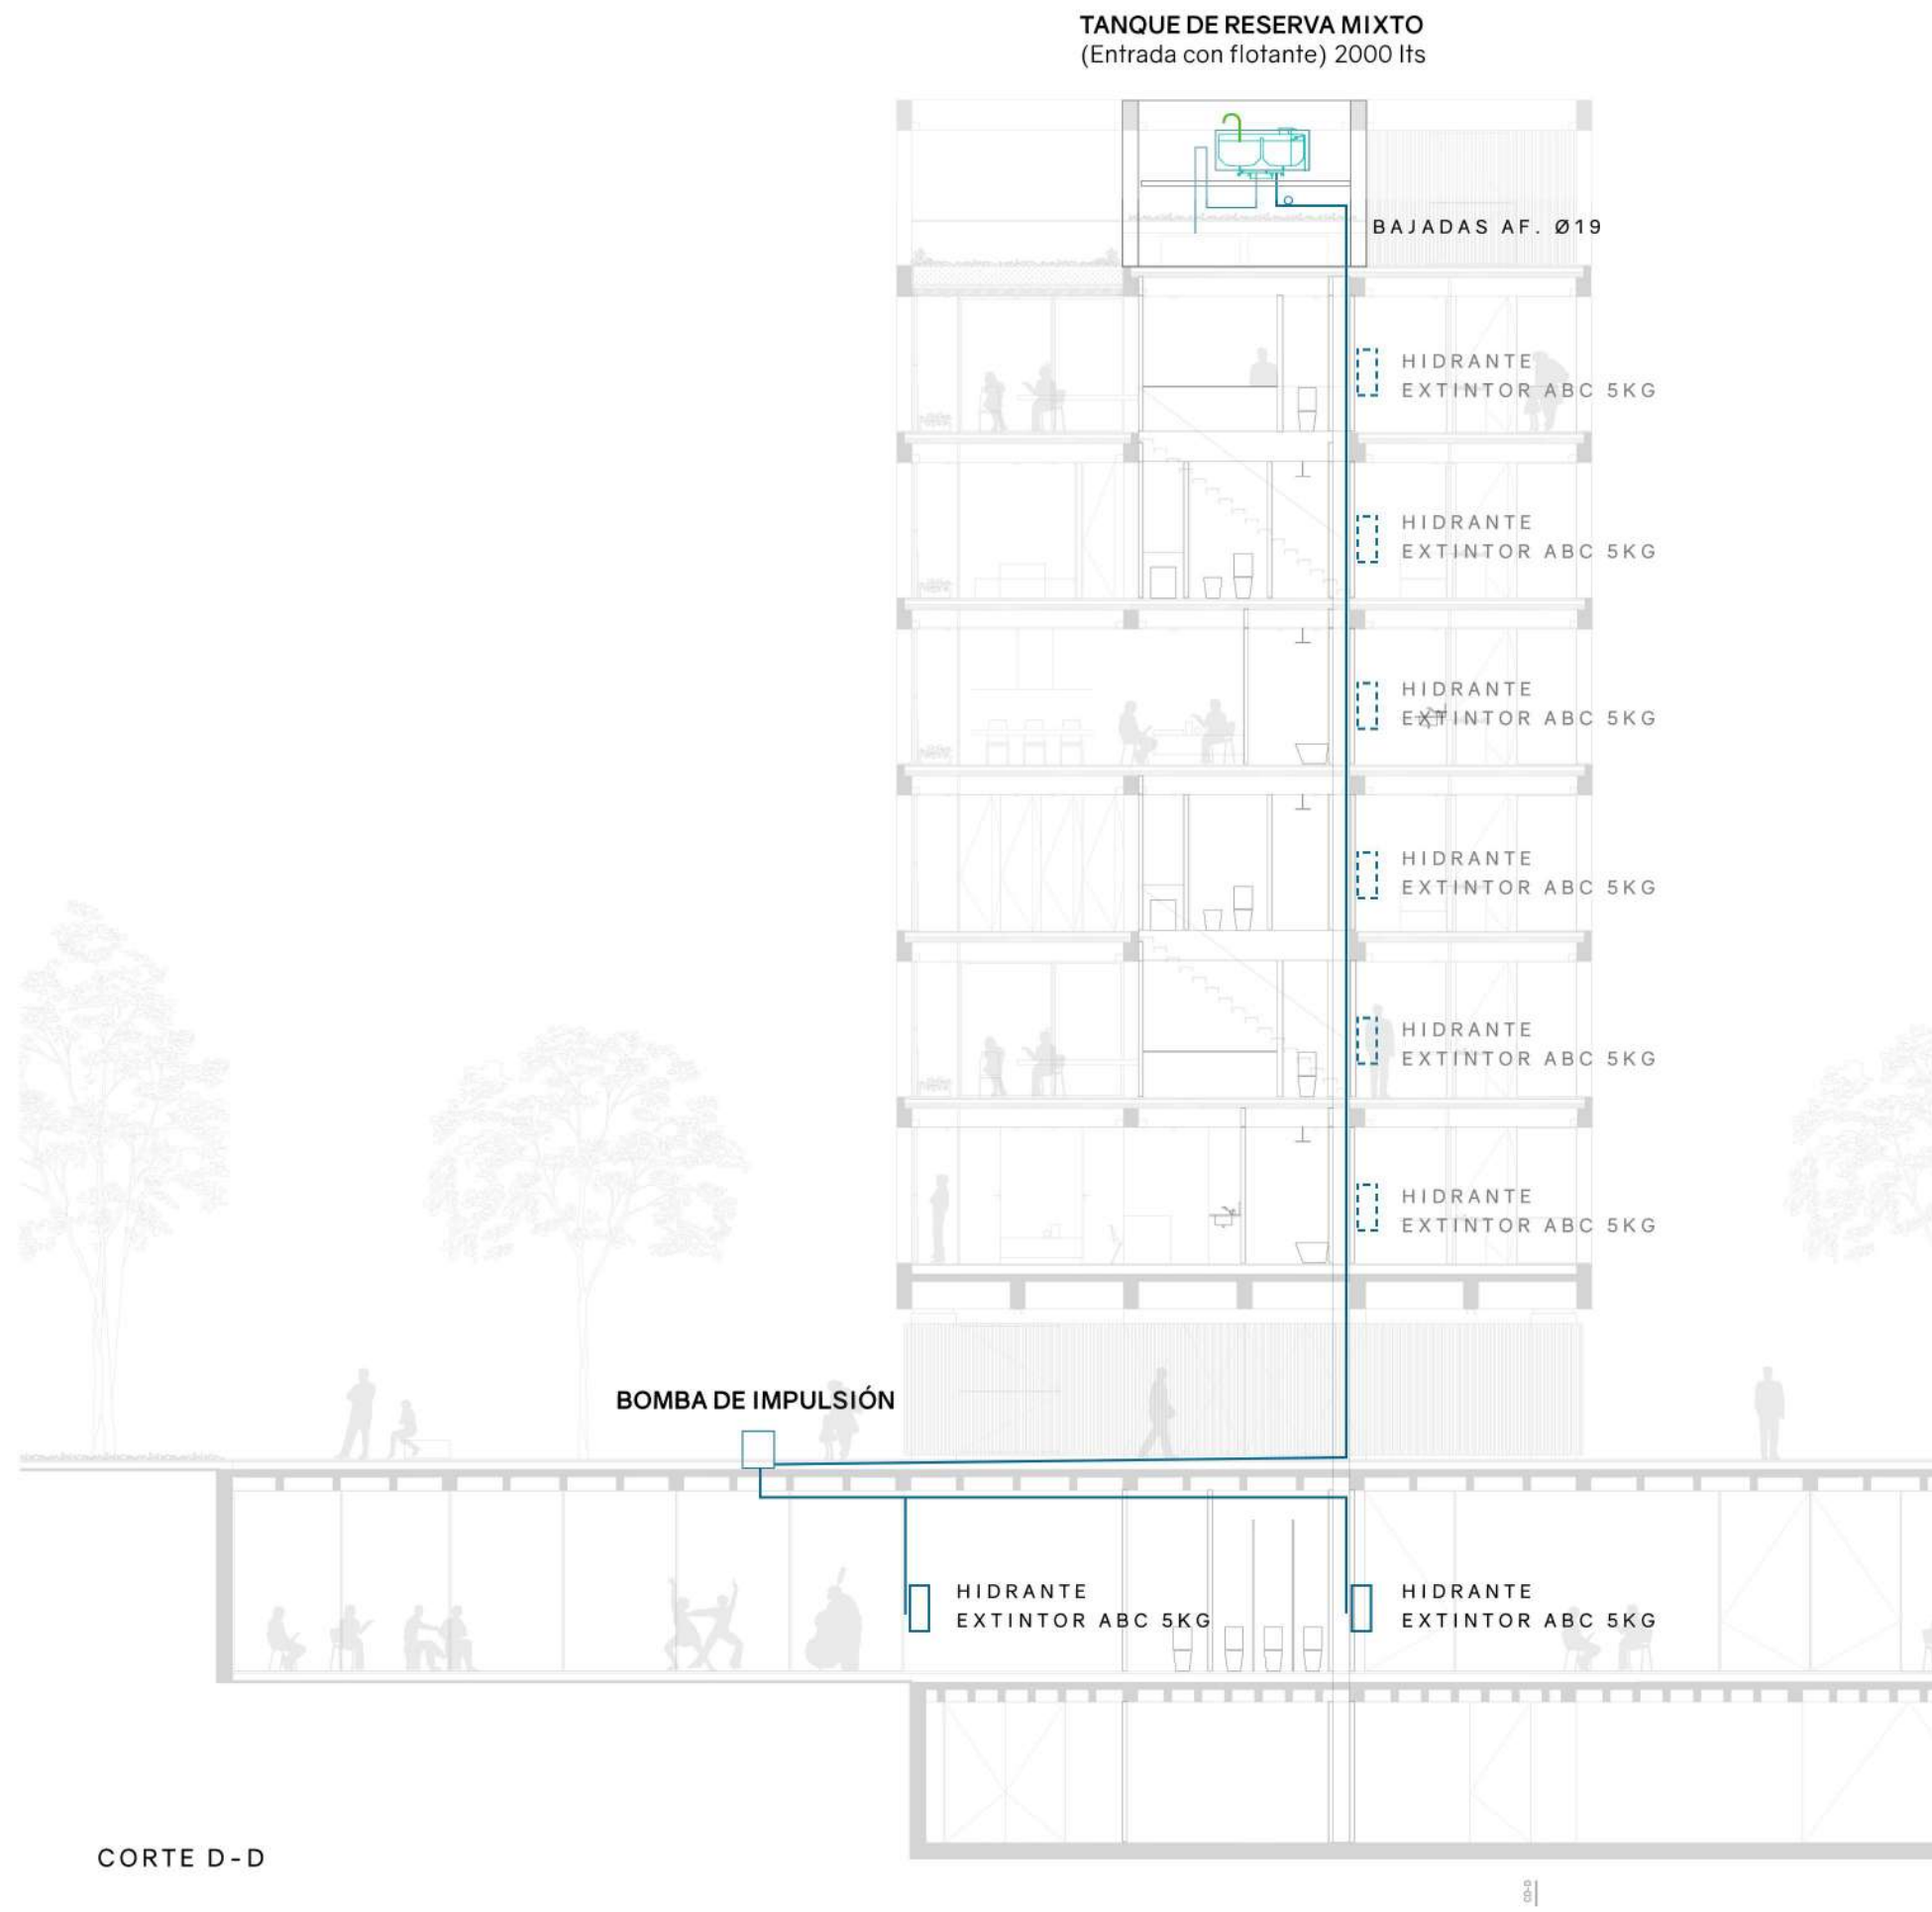 TANQUE DE RESERVA MIXTO
(Entrada con flotante) 2000 lts
BAJADAS AF. Ø19
HIDRANTE
EXTINTOR ABC 5KG
HIDRANTE
EXTINTOR ABC 5KG
HIDRANTE
EXTINTOR ABC 5KG
HIDRANTE
EXTINTOR ABC 5KG
HIDRANTE
EXTINTOR ABC 5KG
HIDRANTE
EXTINTOR ABC 5KG
BOMBA DE IMPULSIÓN
HIDRANTE
EXTINTOR ABC 5KG
HIDRANTE
EXTINTOR ABC 5KG
CORTE D-D